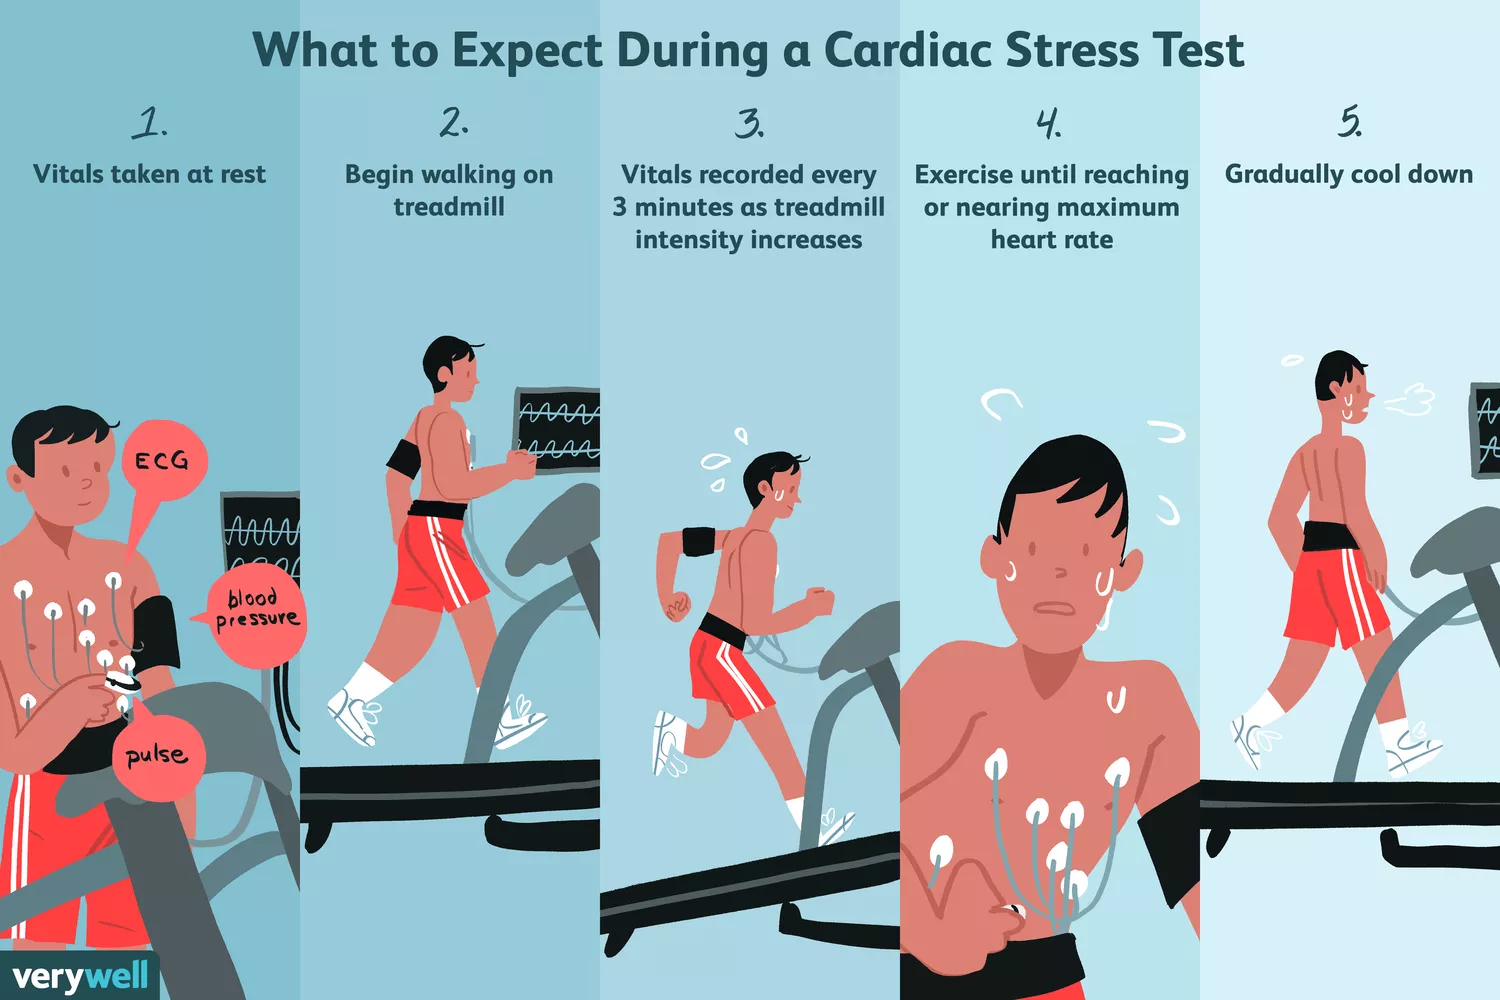 What to Expect During a Cardiac Stress Test
1.
Vitals taken at rest
ECG
blood
pressure
pulse
2.
Begin walking on
treadmill
3.
Vitals recorded every
3 minutes as treadmill
intensity increases
4.
Exercise until reaching
or nearing maximum
heart rate
5.
Gradually cool down
verywell